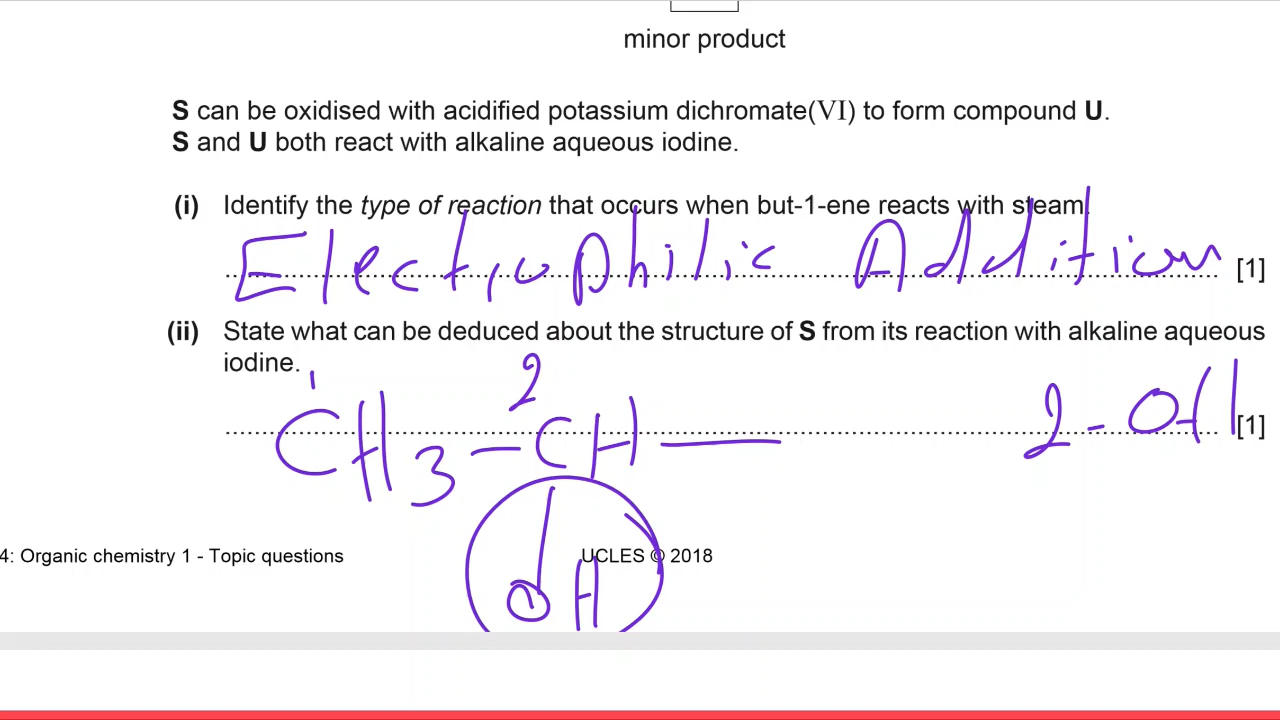 minor product
S can be oxidised with acidified potassium dichromate(VI) to form compound U.
S and U both react with alkaline aqueous iodine.
(i) Identify the type of reaction that occurs when but-1-ene reacts with steam.
Electrophilic Addition [1]
(ii) State what can be deduced about the structure of S from its reaction with alkaline aqueous
iodine.
1 2
CH3-CH— 2-OH [1]
OH
4: Organic chemistry 1 - Topic questions UCLES © 2018